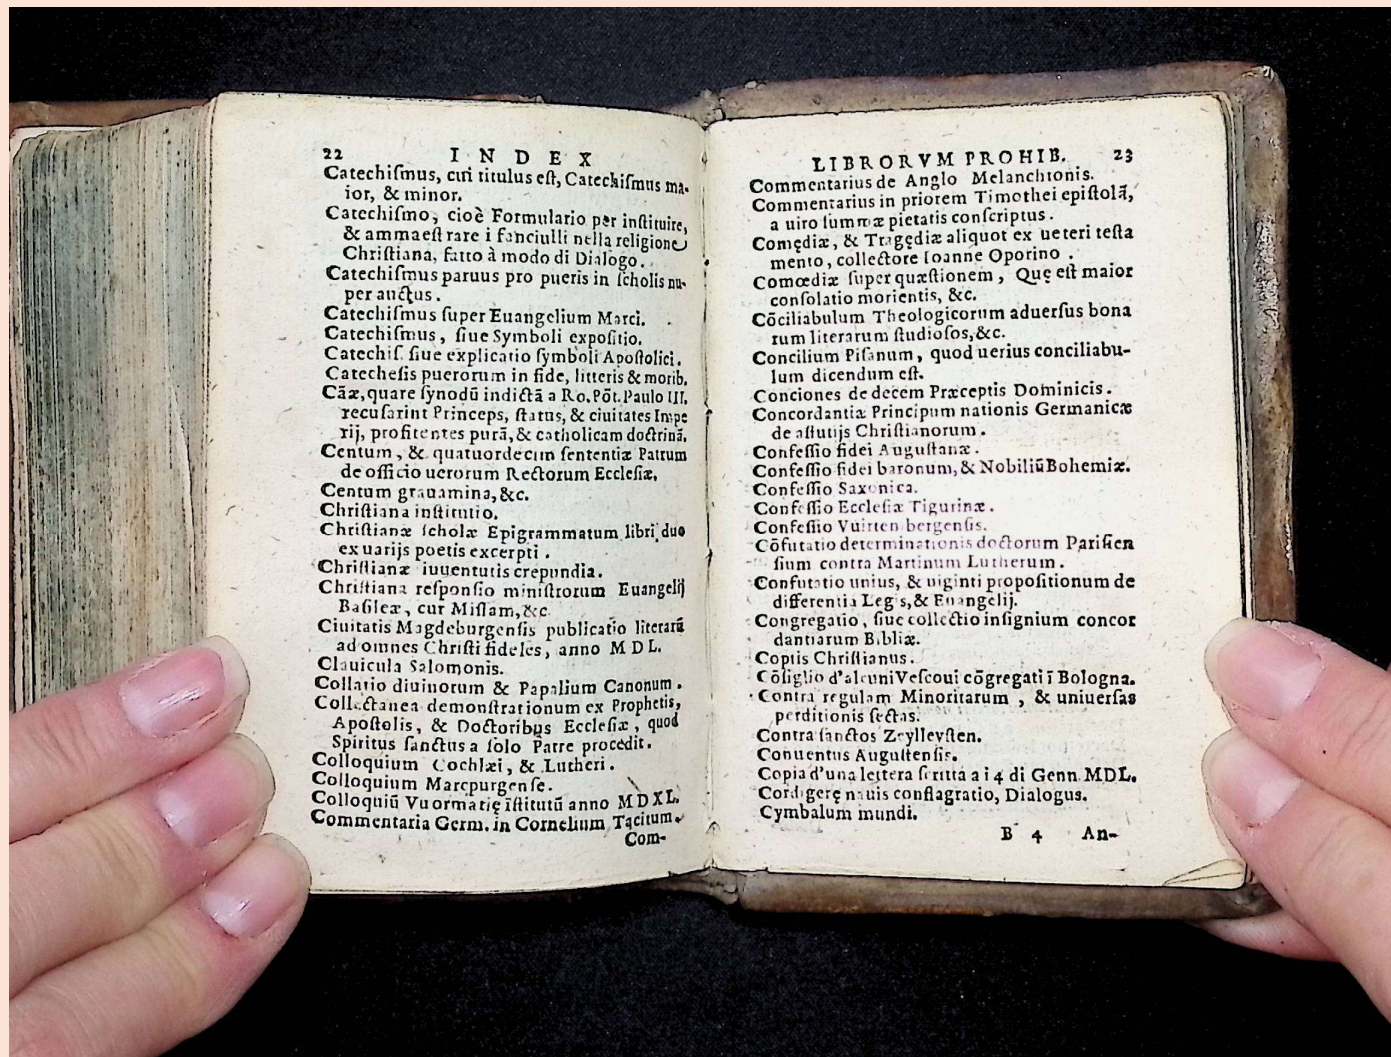 22 INDEX
Catechiſmus, cui titulus eſt, Catechiſmus ma-
ior, & minor.
Catechiſmo, cioè Formulario per inſtituire,
& ammaeſtrare i fanciulli nella religione
Chriſtiana, fatto à modo di Dialogo.
Catechiſmus paruus pro pueris in ſcholis nu-
per auctus.
Catechiſmus ſuper Euangelium Marci.
Catechiſmus, ſiue Symboli expoſitio.
Catechiſ. ſiue explicatio ſymboli Apoſtolici.
Catecheſis puerorum in fide, litteris & morib.
Cāæ, quare ſynodū indictā a Ro. Pōt. Paulo III.
recuſarint Princeps, ſtatus, & ciuitates Impe
rij, profitentes purā, & catholicam doctrinā.
Centum, & quatuordecim ſententiæ Patrum
de officio uerorum Rectorum Eccleſiæ.
Centum grauamina, &c.
Chriſtiana inſtitutio.
Chriſtianæ ſcholæ Epigrammatum libri duo
ex uarijs poetis excerpti.
Chriſtianæ iuuentutis crepundia.
Chriſtiana reſponſio miniſtrorum Euangelij
Baſileæ, cur Miſſam, &c.
Ciuitatis Magdeburgenſis publicatio literarū
ad omnes Chriſti fideles, anno MDL.
Clauicula Salomonis.
Collatio diuinorum & Papalium Canonum.
Collectanea demonſtrationum ex Prophetis,
Apoſtolis, & Doctoribus Eccleſiæ, quod
Spiritus ſanctus a ſolo Patre procedit.
Colloquium Cochlæi, & Lutheri.
Colloquium Marcpurgenſe.
Colloquiū Vuormatię īſtitutū anno MDXL.
Commentaria Germ. in Cornelium Tacitum.
Com-
LIBRORVM PROHIB. 23
Commentarius de Anglo Melanchtonis.
Commentarius in priorem Timothei epiſtolā,
a uiro ſummæ pietatis conſcriptus.
Comędiæ, & Tragędiæ aliquot ex ueteri teſta
mento, collectore Ioanne Oporino.
Comœdiæ ſuper quæſtionem, Quę eſt maior
conſolatio morientis, &c.
Cōciliabulum Theologicorum aduerſus bona
rum literarum ſtudioſos, &c.
Concilium Piſanum, quod uerius conciliabu-
lum dicendum eſt.
Conciones de decem Præceptis Dominicis.
Concordantiæ Principum nationis Germanicæ
de aſtutijs Chriſtianorum.
Confeſſio fidei Auguſtanæ.
Confeſſio fidei baronum, & Nobiliū Bohemiæ.
Confeſſio Saxonica.
Confeſſio Eccleſiæ Tigurinæ.
Confeſſio Vuirtenbergenſis.
Cōfutatio determinationis doctorum Pariſien
ſium contra Martinum Lutherum.
Confutatio unius, & uiginti propoſitionum de
differentia Legis, & Euangelij.
Congregatio, ſiue collectio inſignium concor
dantiarum Bibliæ.
Coptis Chriſtianus.
Cōſiglio d'alcuni Veſcoui cōgregati ī Bologna.
Contra regulam Minoritarum, & uniuerſas
perditionis ſectas.
Contra ſanctos Zeyllevſten.
Conuentus Auguſtenſis.
Copia d'una lettera ſcritta a i 4 di Genn. MDL.
Cordigerę nauis conflagratio, Dialogus.
Cymbalum mundi.
B 4 An-